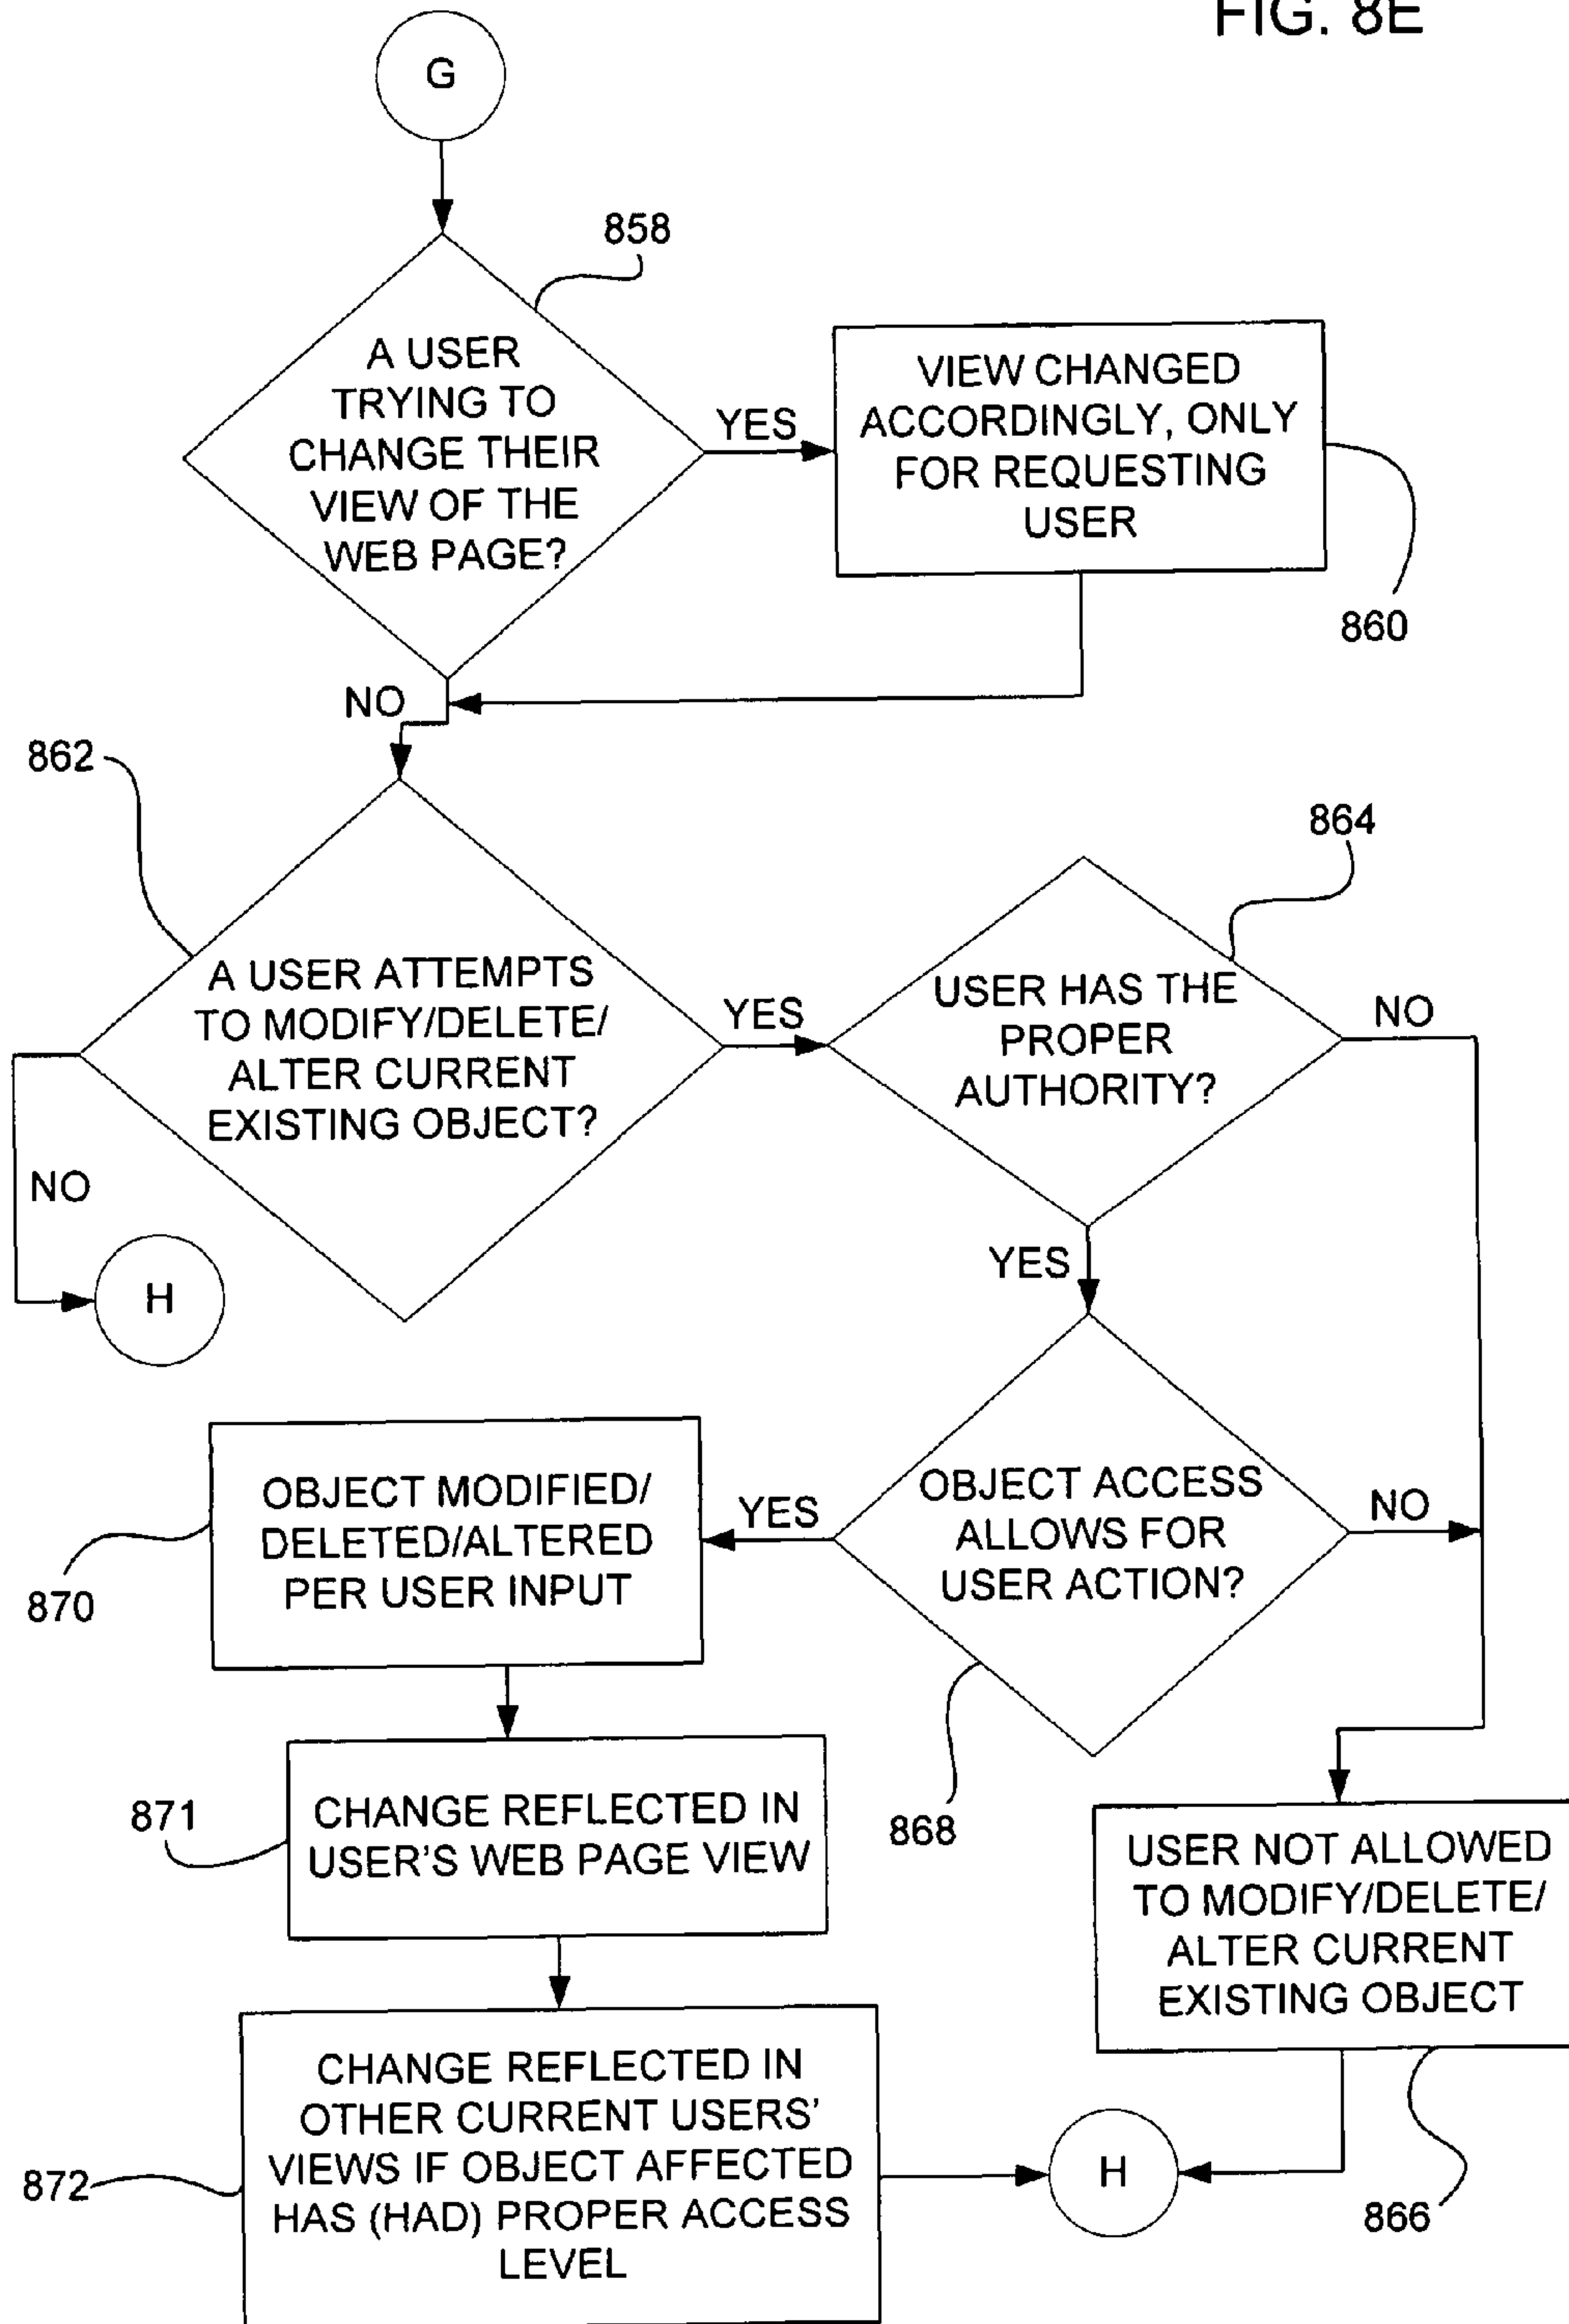 FIG. 8E
G
858
A USER
TRYING TO
CHANGE THEIR
VIEW OF THE
WEB PAGE?
YES
VIEW CHANGED
ACCORDINGLY, ONLY
FOR REQUESTING
USER
860
NO
862
A USER ATTEMPTS
TO MODIFY/DELETE/
ALTER CURRENT
EXISTING OBJECT?
YES
864
USER HAS THE
PROPER
AUTHORITY?
NO
NO
H
YES
OBJECT ACCESS
ALLOWS FOR
USER ACTION?
NO
YES
868
OBJECT MODIFIED/
DELETED/ALTERED
PER USER INPUT
870
871
CHANGE REFLECTED IN
USER'S WEB PAGE VIEW
USER NOT ALLOWED
TO MODIFY/DELETE/
ALTER CURRENT
EXISTING OBJECT
866
872
CHANGE REFLECTED IN
OTHER CURRENT USERS'
VIEWS IF OBJECT AFFECTED
HAS (HAD) PROPER ACCESS
LEVEL
H